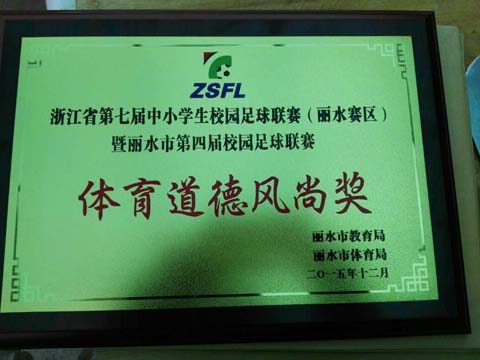 ZSFL
浙江省第七届中小学生校园足球联赛（丽水赛区）
暨丽水市第四届校园足球联赛
体育道德风尚奖
丽水市教育局
丽水市体育局
二○一五年十二月